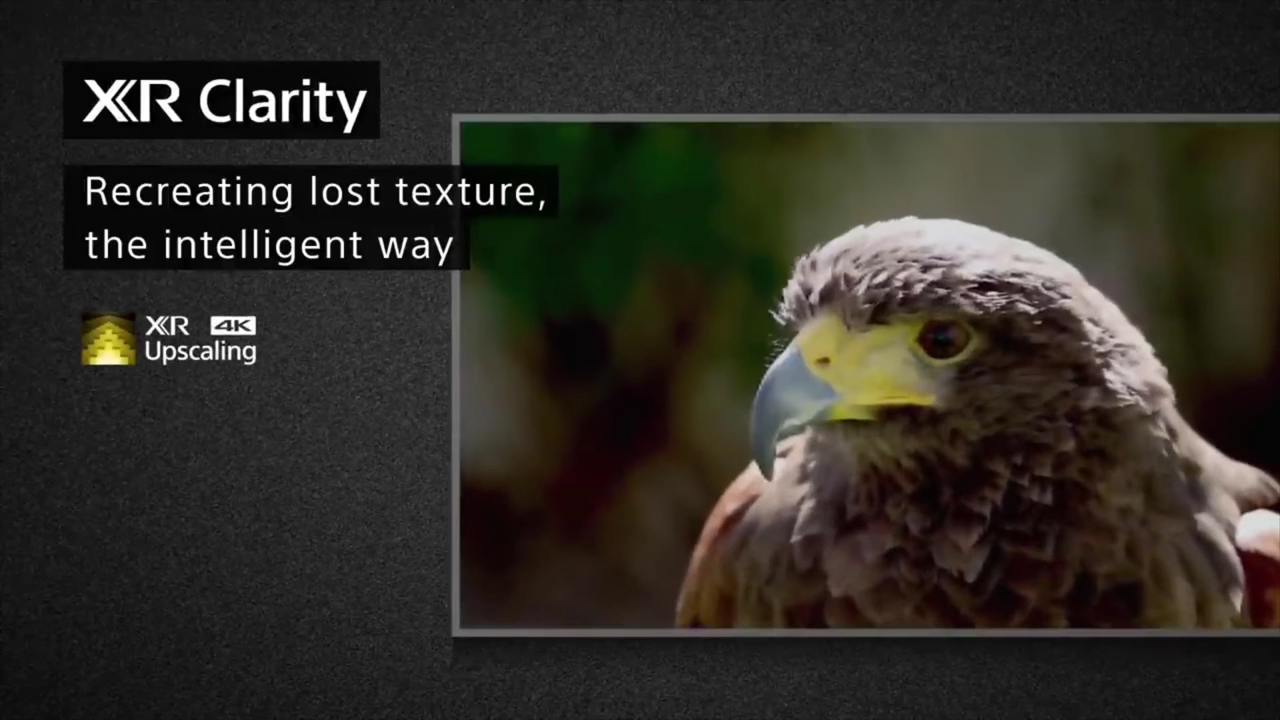 XR Clarity
Recreating lost texture,
the intelligent way
XR 4K
Upscaling